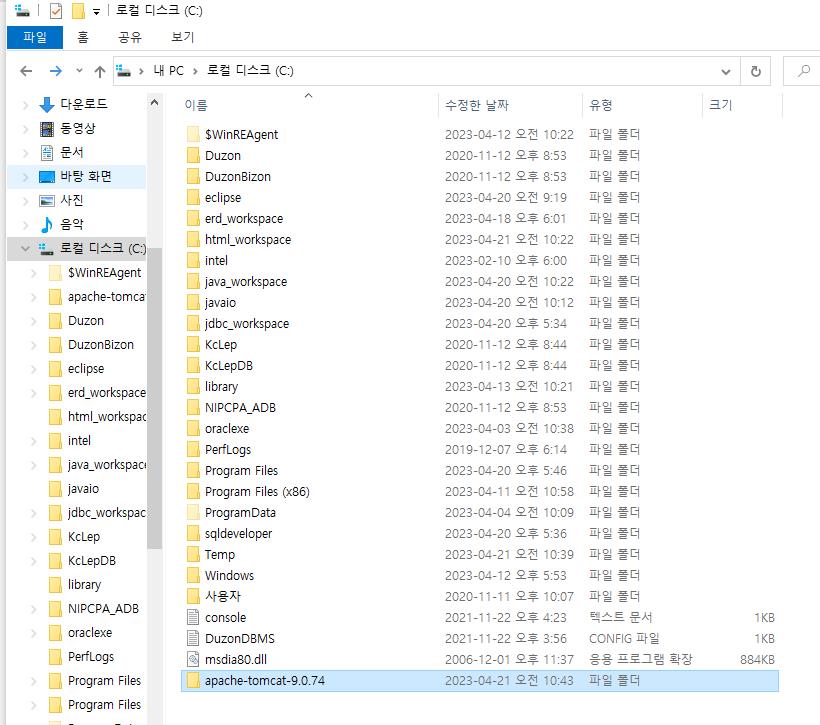 로컬 디스크 (C:)
파일 홈 공유 보기
내 PC 로컬 디스크 (C:)
다운로드
동영상
문서
바탕 화면
사진
음악
로컬 디스크 (C:)
$WinREAgent
apache-tomca
Duzon
DuzonBizon
eclipse
erd_workspace
html_workspac
intel
java_workspace
javaio
jdbc_workspac
KcLep
KcLepDB
library
NIPCPA_ADB
oraclexe
PerfLogs
Program Files
Program Files
이름 수정한 날짜 유형 크기
$WinREAgent 2023-04-12 오전 10:22 파일 폴더
Duzon 2020-11-12 오후 8:53 파일 폴더
DuzonBizon 2020-11-12 오후 8:53 파일 폴더
eclipse 2023-04-20 오전 9:19 파일 폴더
erd_workspace 2023-04-18 오후 6:01 파일 폴더
html_workspace 2023-04-21 오전 10:22 파일 폴더
intel 2023-02-10 오후 6:00 파일 폴더
java_workspace 2023-04-20 오전 10:22 파일 폴더
javaio 2023-04-20 오전 10:12 파일 폴더
jdbc_workspace 2023-04-20 오후 5:34 파일 폴더
KcLep 2020-11-12 오후 8:44 파일 폴더
KcLepDB 2020-11-12 오후 8:44 파일 폴더
library 2023-04-13 오전 10:21 파일 폴더
NIPCPA_ADB 2020-11-12 오후 8:53 파일 폴더
oraclexe 2023-04-03 오전 10:38 파일 폴더
PerfLogs 2019-12-07 오후 6:14 파일 폴더
Program Files 2023-04-20 오후 5:46 파일 폴더
Program Files (x86) 2023-04-11 오전 10:58 파일 폴더
ProgramData 2023-04-04 오전 10:09 파일 폴더
sqldeveloper 2023-04-20 오후 5:36 파일 폴더
Temp 2023-04-21 오전 10:39 파일 폴더
Windows 2023-04-12 오후 5:53 파일 폴더
사용자 2020-11-11 오후 10:07 파일 폴더
console 2021-11-22 오후 4:23 텍스트 문서 1KB
DuzonDBMS 2021-11-22 오후 3:56 CONFIG 파일 1KB
msdia80.dll 2006-12-01 오후 11:37 응용 프로그램 확장 884KB
apache-tomcat-9.0.74 2023-04-21 오전 10:43 파일 폴더